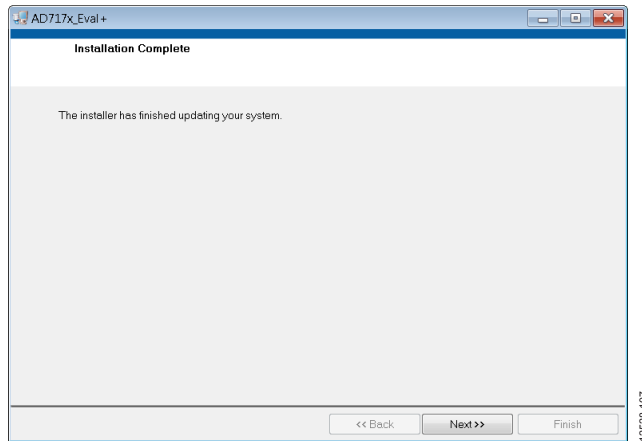 AD717x_Eval+
Installation Complete
The installer has finished updating your system.
<< Back
Next >>
Finish